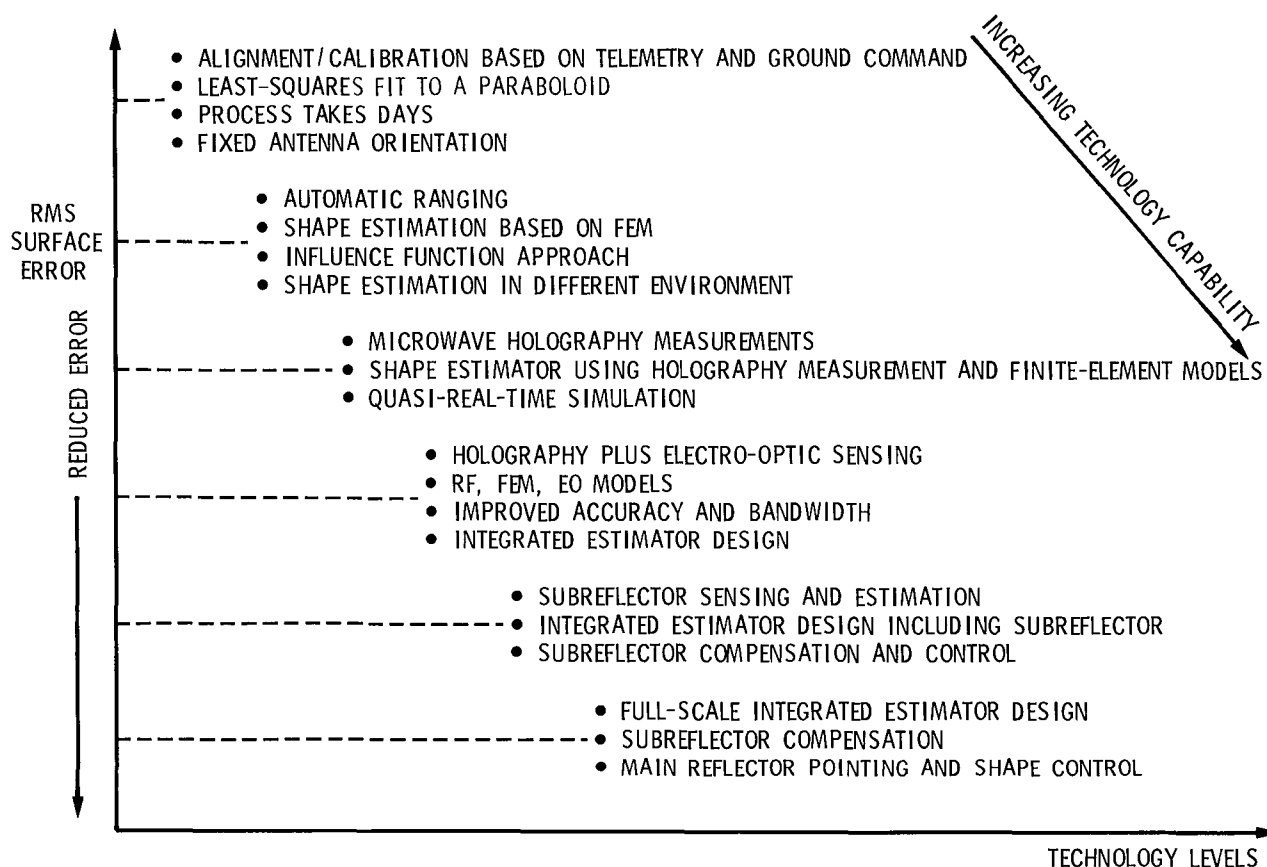 • ALIGNMENT/CALIBRATION BASED ON TELEMETRY AND GROUND COMMAND
• LEAST-SQUARES FIT TO A PARABOLOID
• PROCESS TAKES DAYS
• FIXED ANTENNA ORIENTATION
INCREASING TECHNOLOGY CAPABILITY
RMS
SURFACE
ERROR
REDUCED ERROR
• AUTOMATIC RANGING
• SHAPE ESTIMATION BASED ON FEM
• INFLUENCE FUNCTION APPROACH
• SHAPE ESTIMATION IN DIFFERENT ENVIRONMENT
• MICROWAVE HOLOGRAPHY MEASUREMENTS
• SHAPE ESTIMATOR USING HOLOGRAPHY MEASUREMENT AND FINITE-ELEMENT MODELS
• QUASI-REAL-TIME SIMULATION
• HOLOGRAPHY PLUS ELECTRO-OPTIC SENSING
• RF, FEM, EO MODELS
• IMPROVED ACCURACY AND BANDWIDTH
• INTEGRATED ESTIMATOR DESIGN
• SUBREFLECTOR SENSING AND ESTIMATION
• INTEGRATED ESTIMATOR DESIGN INCLUDING SUBREFLECTOR
• SUBREFLECTOR COMPENSATION AND CONTROL
• FULL-SCALE INTEGRATED ESTIMATOR DESIGN
• SUBREFLECTOR COMPENSATION
• MAIN REFLECTOR POINTING AND SHAPE CONTROL
TECHNOLOGY LEVELS